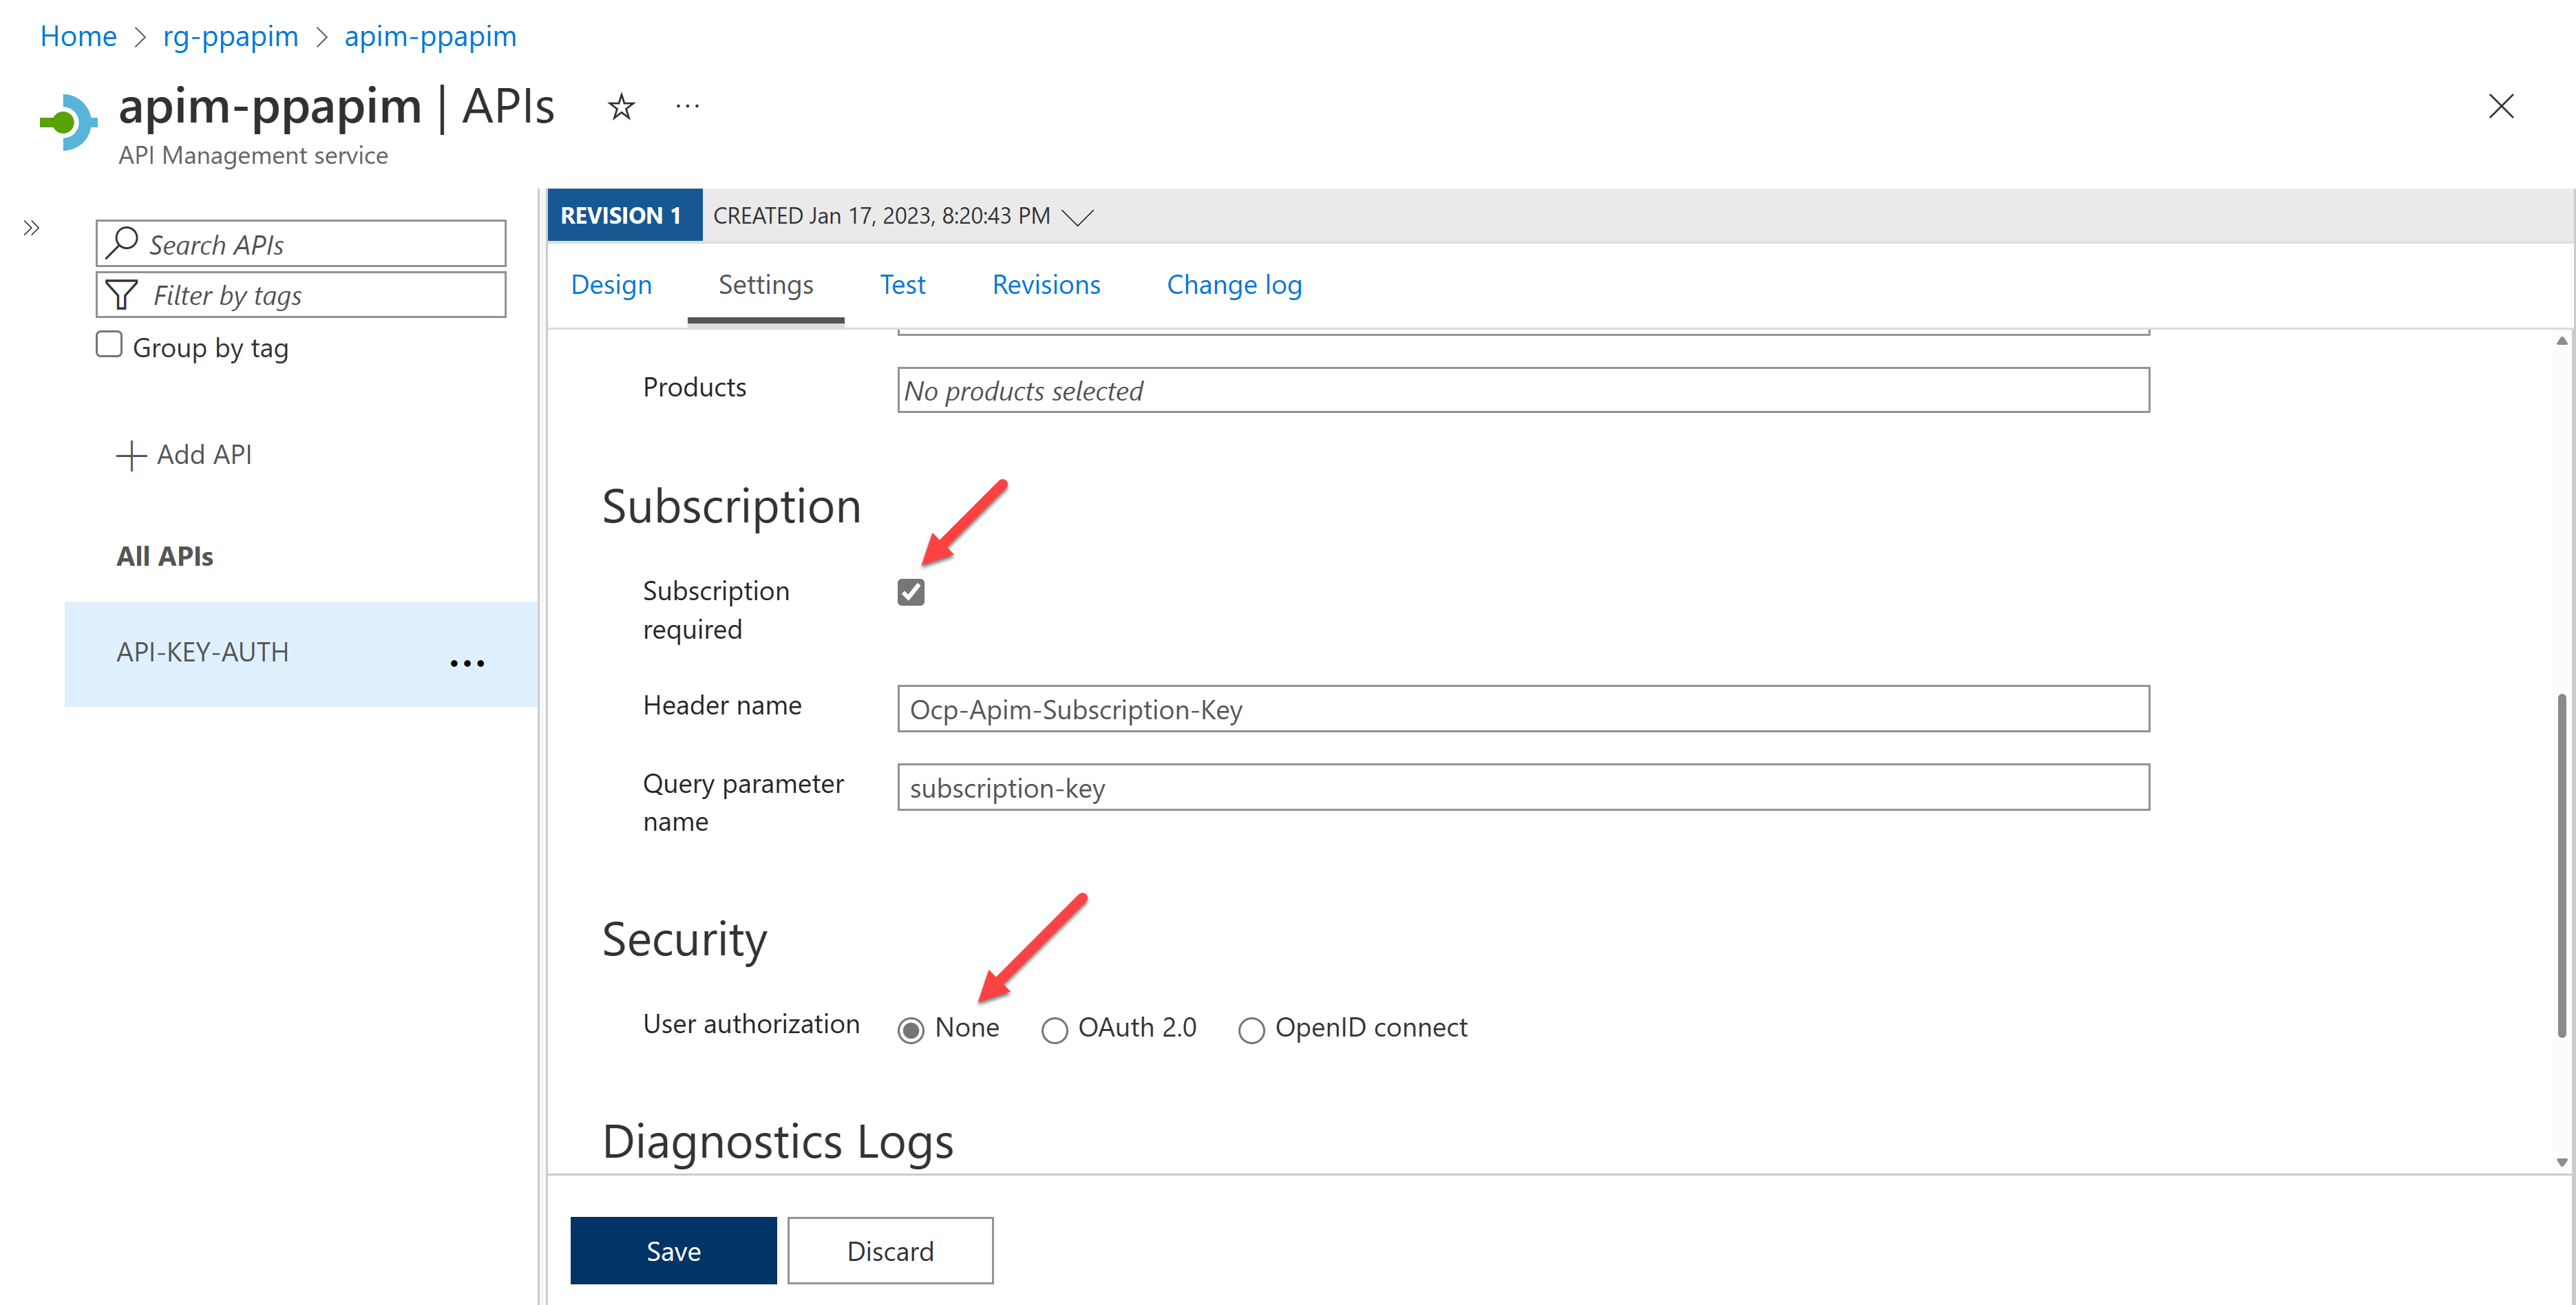 Home > rg-ppapim > apim-ppapim
apim-ppapim | APIs
API Management service
Search APIs
Filter by tags
Group by tag
Add API
All APIs
API-KEY-AUTH
REVISION 1 CREATED Jan 17, 2023, 8:20:43 PM
Design Settings Test Revisions Change log
Products No products selected
Subscription
Subscription
required
Header name Ocp-Apim-Subscription-Key
Query parameter
name
subscription-key
Security
User authorization None OAuth 2.0 OpenID connect
Diagnostics Logs
Save Discard